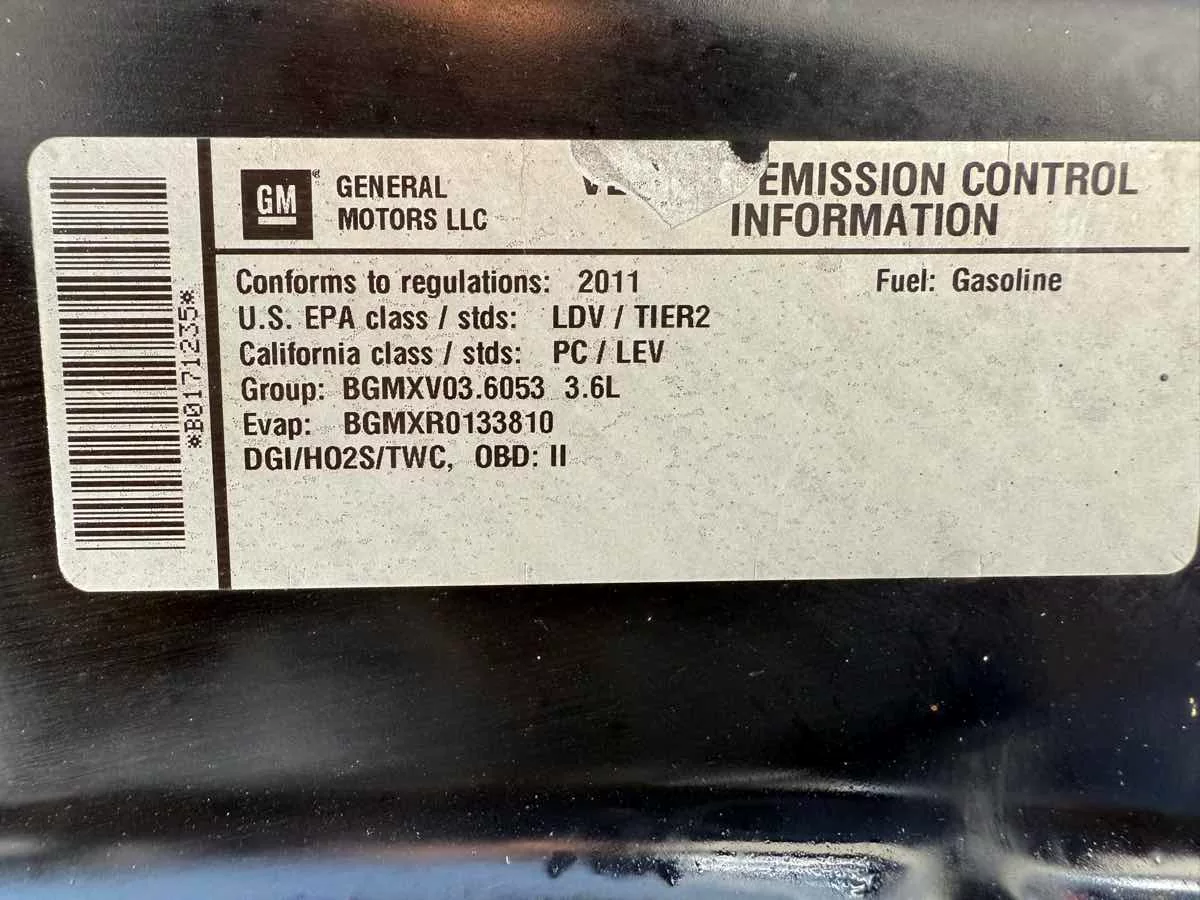 *B0171235*
GM
GENERAL
MOTORS LLC
EMISSION CONTROL
INFORMATION
Conforms to regulations: 2011
Fuel: Gasoline
U.S. EPA class / stds: LDV / TIER2
California class / stds: PC / LEV
Group: BGMXV03.6053 3.6L
Evap: BGMXR0133810
DGI/HO2S/TWC, OBD: II